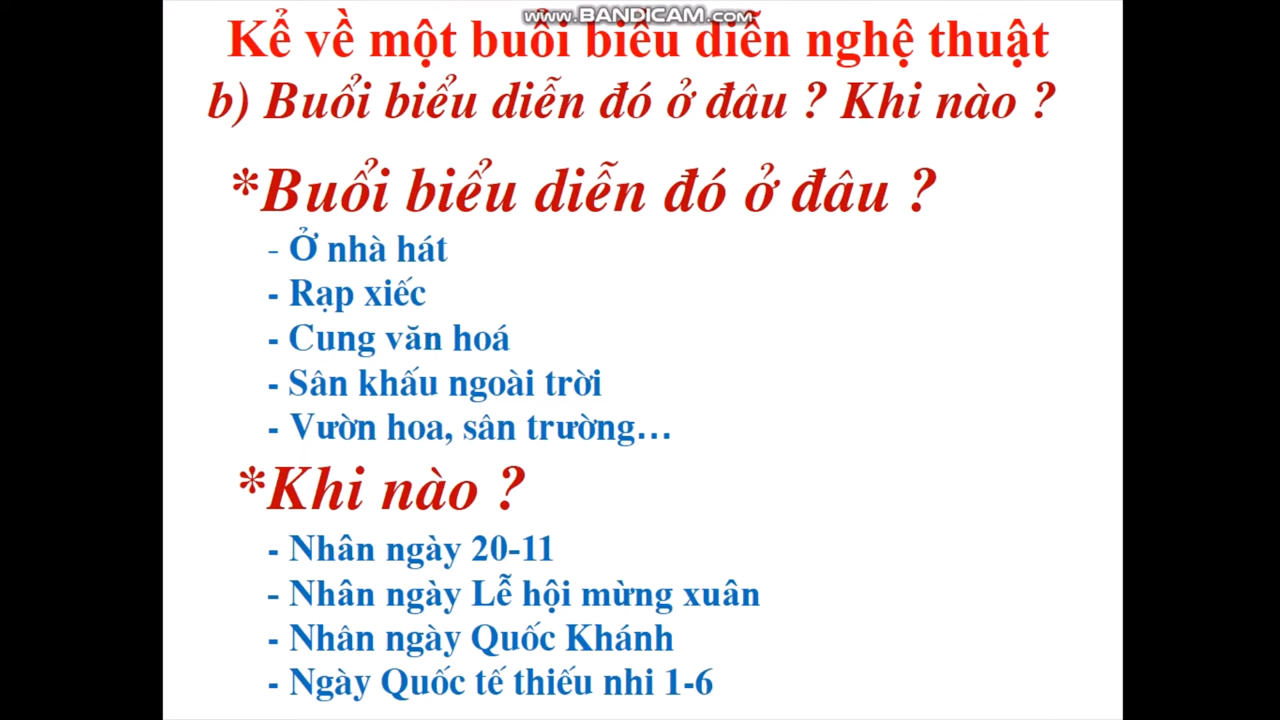 www.BANDICAM.com
Kể về một buổi biểu diễn nghệ thuật
b) Buổi biểu diễn đó ở đâu ? Khi nào ?
*Buổi biểu diễn đó ở đâu ?
- Ở nhà hát
- Rạp xiếc
- Cung văn hoá
- Sân khấu ngoài trời
- Vườn hoa, sân trường…
*Khi nào ?
- Nhân ngày 20-11
- Nhân ngày Lễ hội mừng xuân
- Nhân ngày Quốc Khánh
- Ngày Quốc tế thiếu nhi 1-6